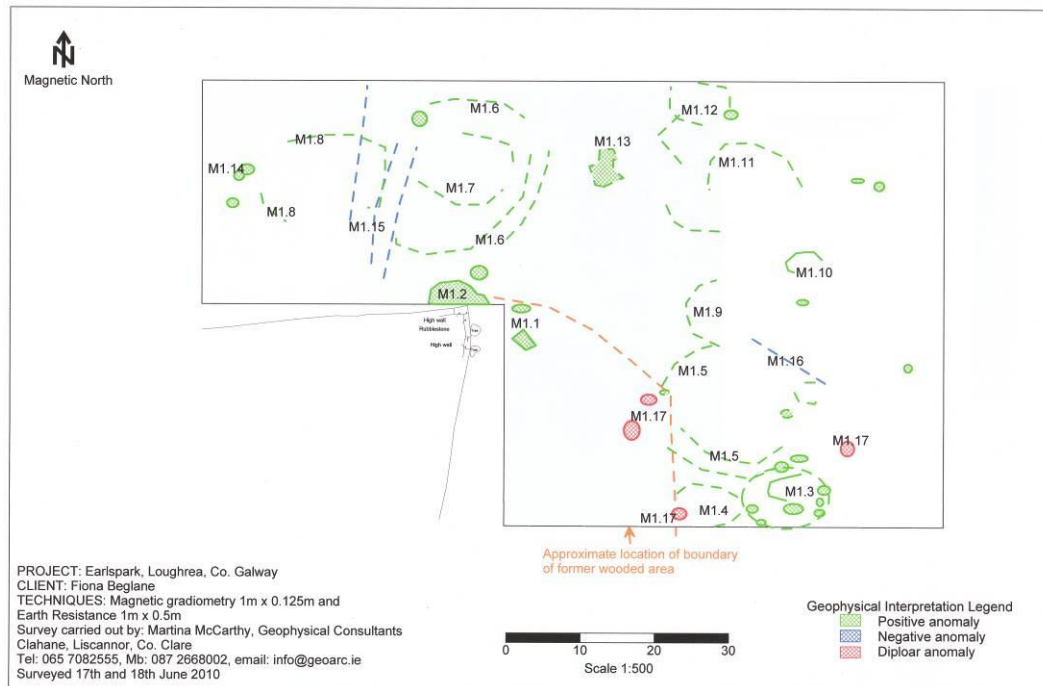 N
Magnetic North
M1.6
M1.12
M1.8
M1.13
M1.11
M1.14
M1.7
M1.8
M1.15
M1.6
M1.10
M1.2
M1.9
High wall
Rubblestone
High wall
M1.1
M1.16
M1.5
M1.17
M1.17
M1.5
M1.3
M1.4
M1.17
Approximate location of boundary
of former wooded area
PROJECT: Earlspark, Loughrea, Co. Galway
CLIENT: Fiona Beglane
TECHNIQUES: Magnetic gradiometry 1m x 0.125m and
Earth Resistance 1m x 0.5m
Survey carried out by: Martina McCarthy, Geophysical Consultants
Clahane, Liscannor, Co. Clare
Tel: 065 7082555, Mb: 087 2668002, email: info@geoarc.ie
Surveyed 17th and 18th June 2010
0 10 20 30
Scale 1:500
Geophysical Interpretation Legend
Positive anomaly
Negative anomaly
Diploar anomaly